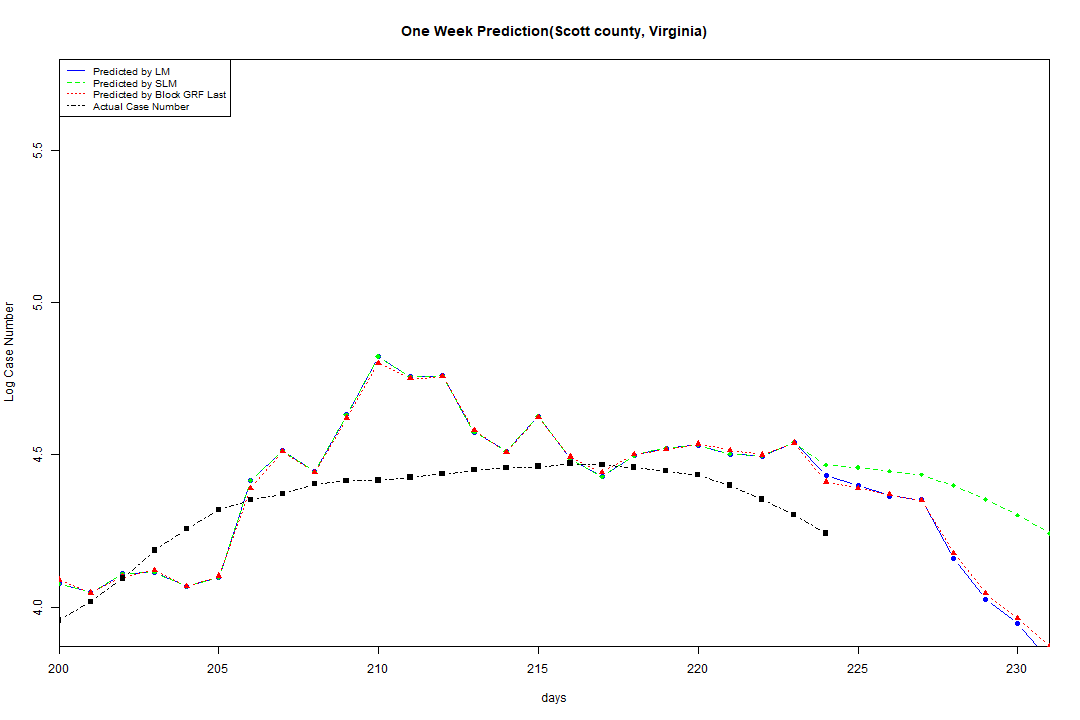 One Week Prediction(Scott county, Virginia)
Predicted by LM
Predicted by SLM
Predicted by Block GRF Last
Actual Case Number
5.5
5.0
4.5
4.0
Log Case Number
200 205 210 215 220 225 230
days